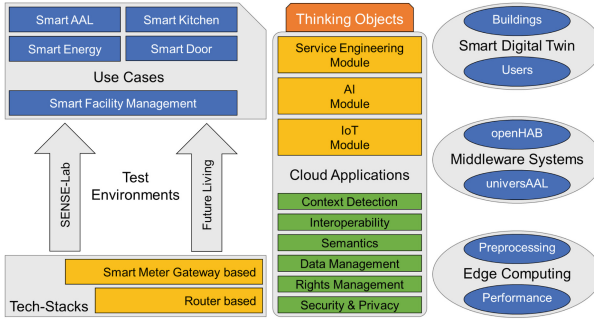 Smart AAL
Smart Kitchen
Smart Energy
Smart Door
Use Cases
Smart Facility Management
SENSE-Lab
Test
Environments
Future Living
Smart Meter Gateway based
Tech-Stacks
Router based
Thinking Objects
Service Engineering
Module
AI
Module
IoT
Module
Cloud Applications
Context Detection
Interoperability
Semantics
Data Management
Rights Management
Security & Privacy
Buildings
Smart Digital Twin
Users
openHAB
Middleware Systems
universAAL
Preprocessing
Edge Computing
Performance